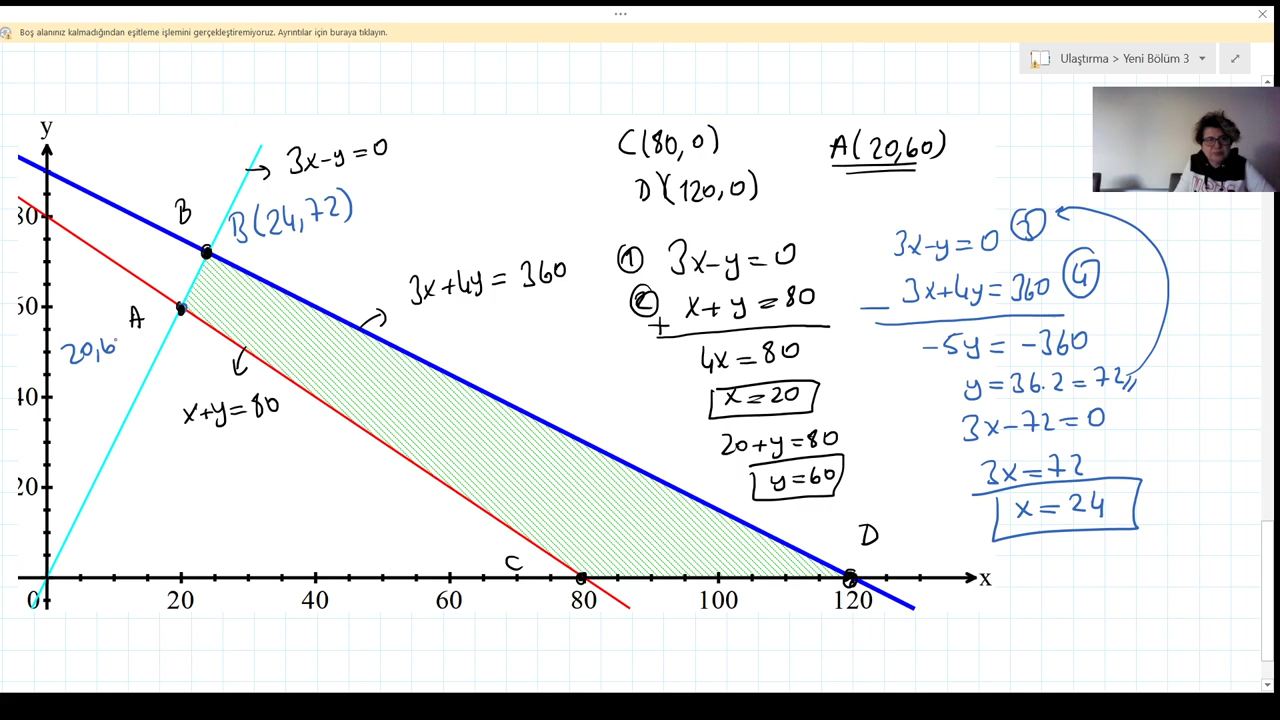 Boş alanınız kalmadığından eşitleme işlemini gerçekleştiremiyoruz. Ayrıntılar için buraya tıklayın.
Ulaştırma > Yeni Bölüm 3
y
3x-y=0
B
B(24,72)
3x+4y=360
A
20,6
x+y=80
80
60
40
20
0
20
40
60
80
100
120
x
C
D
C(80,0)
D(120,0)
A(20,60)
① 3x-y=0
② x+y=80
+
4x=80
x=20
20+y=80
y=60
3x-y=0
3x+4y=360 4
-
-5y=-360
y=36.2=72//
3x-72=0
3x=72
x=24